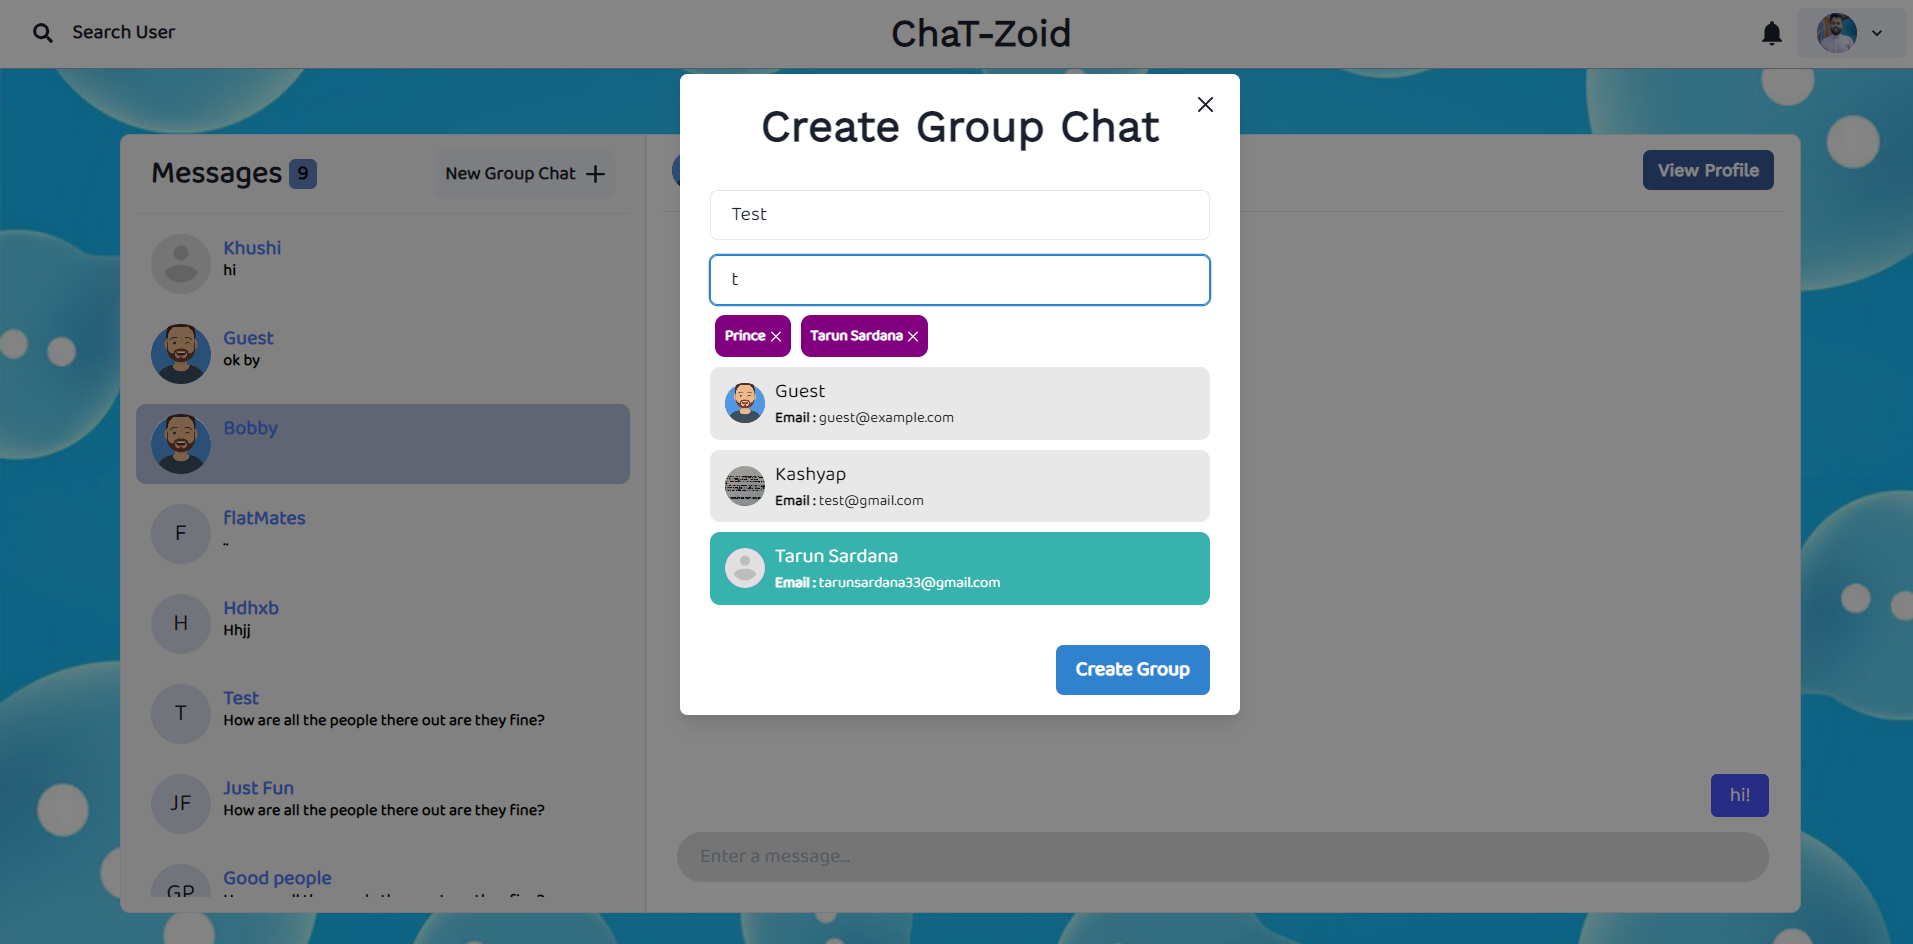 Search User
ChaT-Zoid
Messages 9
New Group Chat
Khushi
hi
Guest
ok by
Bobby
F
flatMates
..
H
Hdhxb
Hhjj
T
Test
How are all the people there out are they fine?
JF
Just Fun
How are all the people there out are they fine?
GP
Good people
View Profile
hi!
Enter a message...
Create Group Chat
Test
t
Prince
Tarun Sardana
Guest
Email : guest@example.com
Kashyap
Email : test@gmail.com
Tarun Sardana
Email : tarunsardana33@gmail.com
Create Group